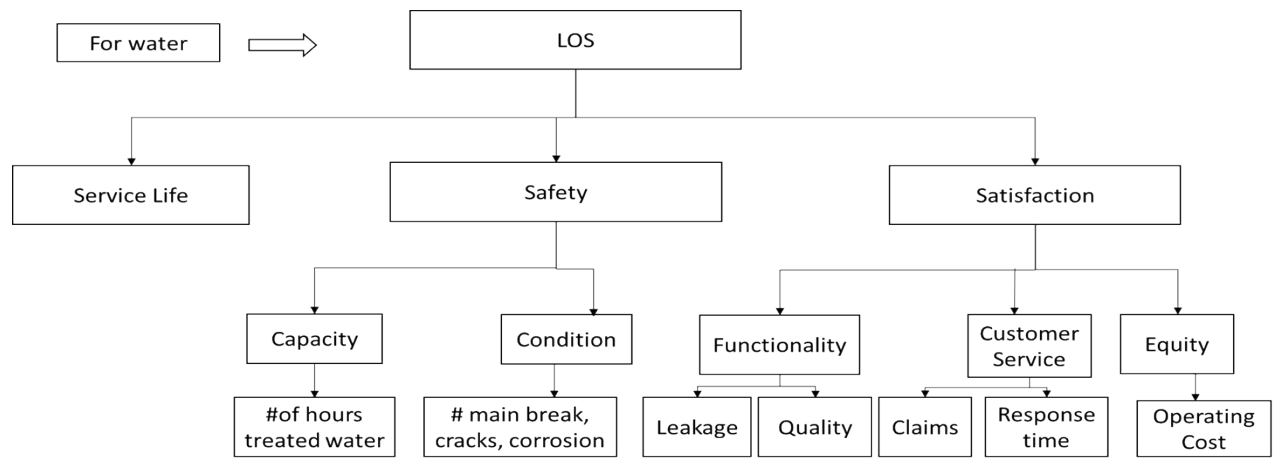 For water
LOS
Service Life
Safety
Satisfaction
Capacity
Condition
Functionality
Customer
Service
Equity
#of hours
treated water
# main break,
cracks, corrosion
Leakage
Quality
Claims
Response
time
Operating
Cost